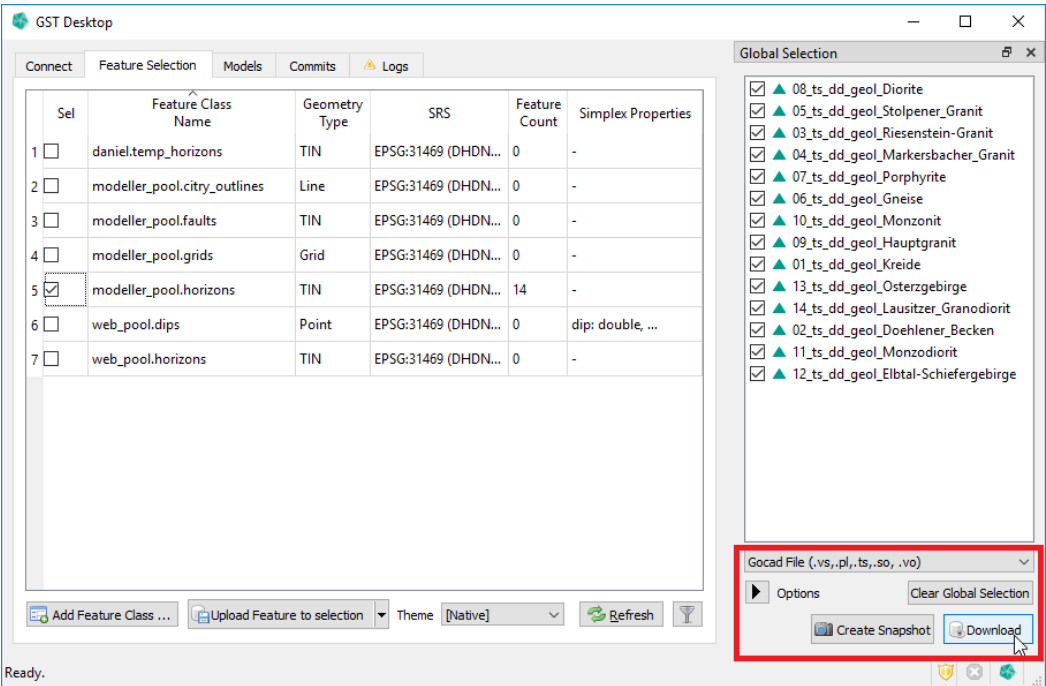 GST Desktop
Connect Feature Selection Models Commits Logs
Sel Feature Class Name Geometry Type SRS Feature Count Simplex Properties
1 daniel.temp_horizons TIN EPSG:31469 (DHDN... 0 -
2 modeller_pool.citry_outlines Line EPSG:31469 (DHDN... 0 -
3 modeller_pool.faults TIN EPSG:31469 (DHDN... 0 -
4 modeller_pool.grids Grid EPSG:31469 (DHDN... 0 -
5 modeller_pool.horizons TIN EPSG:31469 (DHDN... 14 -
6 web_pool.dips Point EPSG:31469 (DHDN... 0 dip: double, ...
7 web_pool.horizons TIN EPSG:31469 (DHDN... 0 -
Add Feature Class ... Upload Feature to selection Theme [Native] Refresh
Ready.
Global Selection
08_ts_dd_geol_Diorite
05_ts_dd_geol_Stolpener_Granit
03_ts_dd_geol_Riesenstein-Granit
04_ts_dd_geol_Markersbacher_Granit
07_ts_dd_geol_Porphyrite
06_ts_dd_geol_Gneise
10_ts_dd_geol_Monzonit
09_ts_dd_geol_Hauptgranit
01_ts_dd_geol_Kreide
13_ts_dd_geol_Osterzgebirge
14_ts_dd_geol_Lausitzer_Granodiorit
02_ts_dd_geol_Doehlener_Becken
11_ts_dd_geol_Monzodiorit
12_ts_dd_geol_Elbtal-Schiefergebirge
Gocad File (.vs,.pl,.ts,.so, .vo)
Options Clear Global Selection
Create Snapshot Download